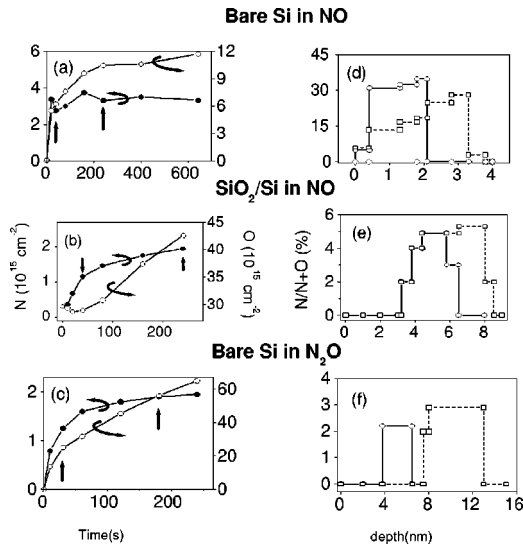 Bare Si in NO
(a)
6
4
2
0
12
9
6
3
0
0 200 400 600
(d)
45
30
15
0
0 1 2 3 4
SiO2/Si in NO
(b)
N (10^15 cm^-2)
2
1
0
O (10^15 cm^-2)
45
40
35
30
0 80 160 240
(e)
N/N+O (%)
6
4
2
0
0 2 4 6 8
Bare Si in N2O
(c)
2
1
0
60
40
20
0
0 100 200
Time(s)
(f)
4
3
2
1
0
0 4 8 12 16
depth(nm)